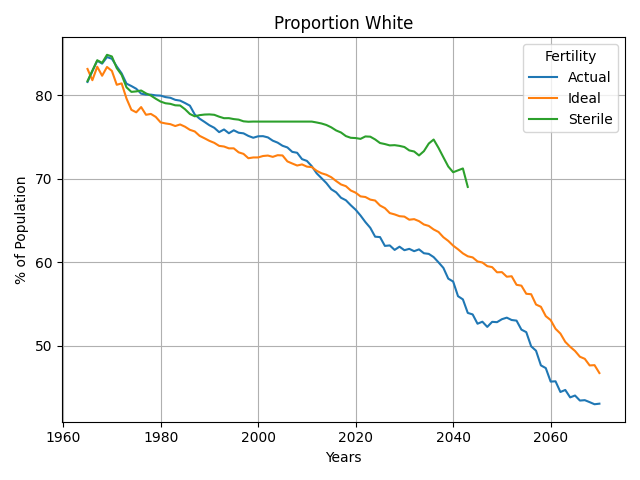 Proportion White
Fertility
Actual
Ideal
Sterile
% of Population
80
70
60
50
1960
1980
2000
2020
2040
2060
Years